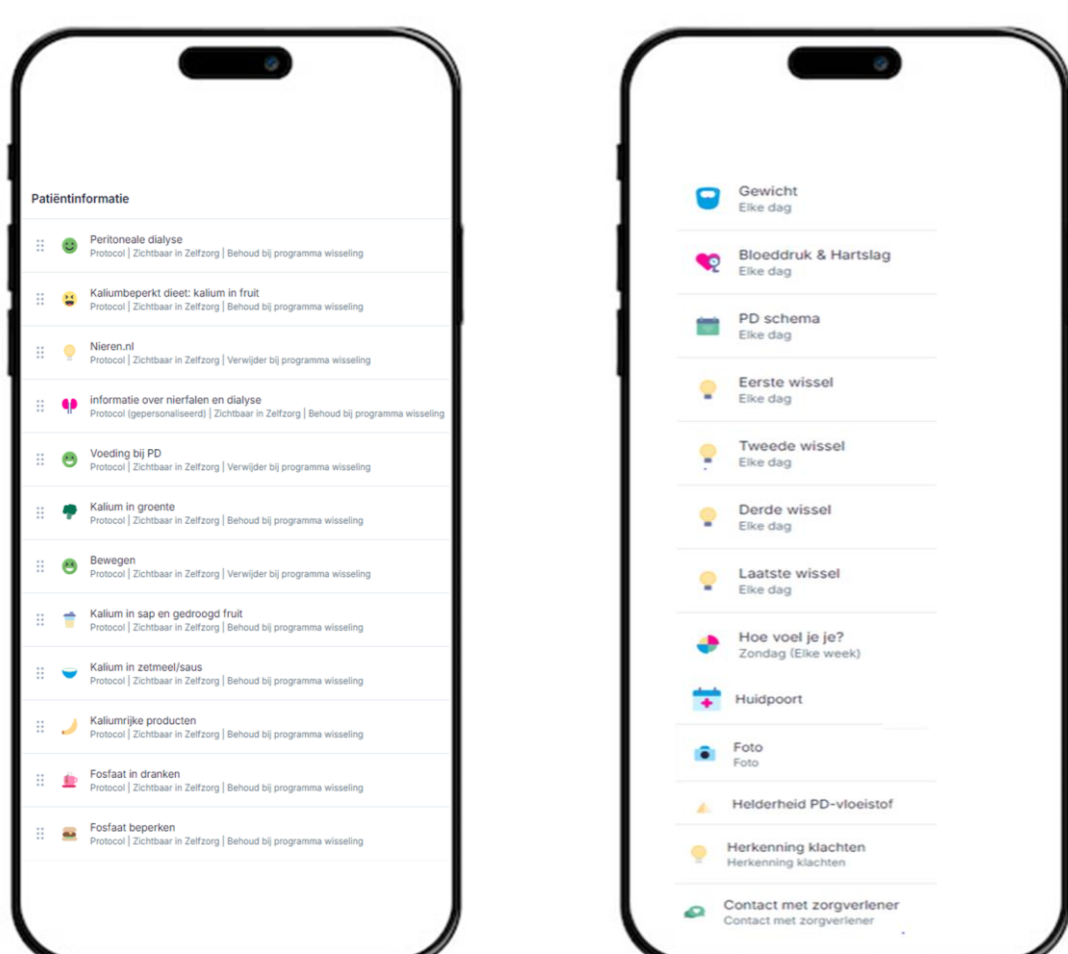 Patiëntinformatie
Peritoneale dialyse
Protocol | Zichtbaar in Zelfzorg | Behoud bij programma wisseling
Kaliumbeperkt dieet: kalium in fruit
Protocol | Zichtbaar in Zelfzorg | Behoud bij programma wisseling
Nieren.nl
Protocol | Zichtbaar in Zelfzorg | Verwijder bij programma wisseling
informatie over nierfalen en dialyse
Protocol (gepersonaliseerd) | Zichtbaar in Zelfzorg | Behoud bij programma wisseling
Voeding bij PD
Protocol | Zichtbaar in Zelfzorg | Verwijder bij programma wisseling
Kalium in groente
Protocol | Zichtbaar in Zelfzorg | Behoud bij programma wisseling
Bewegen
Protocol | Zichtbaar in Zelfzorg | Verwijder bij programma wisseling
Kalium in sap en gedroogd fruit
Protocol | Zichtbaar in Zelfzorg | Behoud bij programma wisseling
Kalium in zetmeel/saus
Protocol | Zichtbaar in Zelfzorg | Behoud bij programma wisseling
Kaliumrijke producten
Protocol | Zichtbaar in Zelfzorg | Behoud bij programma wisseling
Fosfaat in dranken
Protocol | Zichtbaar in Zelfzorg | Behoud bij programma wisseling
Fosfaat beperken
Protocol | Zichtbaar in Zelfzorg | Behoud bij programma wisseling
Gewicht
Elke dag
Bloeddruk & Hartslag
Elke dag
PD schema
Elke dag
Eerste wissel
Elke dag
Tweede wissel
Elke dag
Derde wissel
Elke dag
Laatste wissel
Elke dag
Hoe voel je je?
Zondag (Elke week)
Huidpoort
Foto
Foto
Helderheid PD-vloeistof
Herkenning klachten
Herkenning klachten
Contact met zorgverlener
Contact met zorgverlener